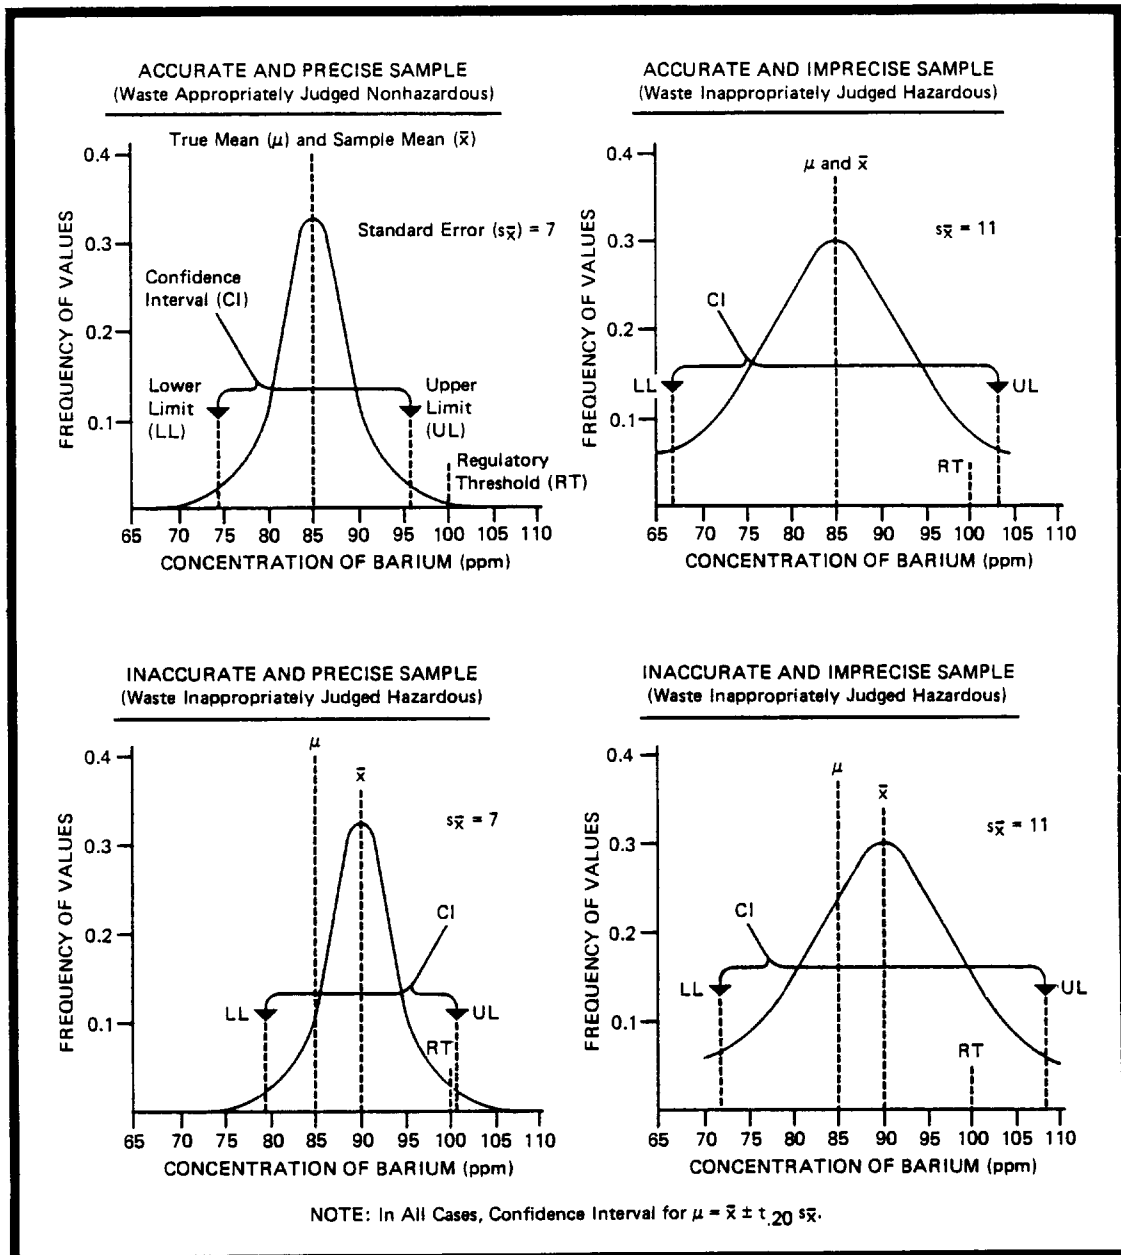 ACCURATE AND PRECISE SAMPLE
(Waste Appropriately Judged Nonhazardous)
True Mean (μ) and Sample Mean (x̄)
0.4
0.3
0.2
0.1
FREQUENCY OF VALUES
Standard Error (sx̄) = 7
Confidence
Interval (CI)
Lower
Limit
(LL)
Upper
Limit
(UL)
Regulatory
Threshold (RT)
65 70 75 80 85 90 95 100 105 110
CONCENTRATION OF BARIUM (ppm)
ACCURATE AND IMPRECISE SAMPLE
(Waste Inappropriately Judged Hazardous)
0.4
0.3
0.2
0.1
FREQUENCY OF VALUES
μ and x̄
sx̄ = 11
CI
LL
UL
RT
65 70 75 80 85 90 95 100 105 110
CONCENTRATION OF BARIUM (ppm)
INACCURATE AND PRECISE SAMPLE
(Waste Inappropriately Judged Hazardous)
0.4
0.3
0.2
0.1
FREQUENCY OF VALUES
μ
x̄
sx̄ = 7
CI
LL
UL
RT
65 70 75 80 85 90 95 100 105 110
CONCENTRATION OF BARIUM (ppm)
INACCURATE AND IMPRECISE SAMPLE
(Waste Inappropriately Judged Hazardous)
0.4
0.3
0.2
0.1
FREQUENCY OF VALUES
μ
x̄
sx̄ = 11
CI
LL
UL
RT
65 70 75 80 85 90 95 100 105 110
CONCENTRATION OF BARIUM (ppm)
NOTE: In All Cases, Confidence Interval for μ = x̄ ± t.20 sx̄.